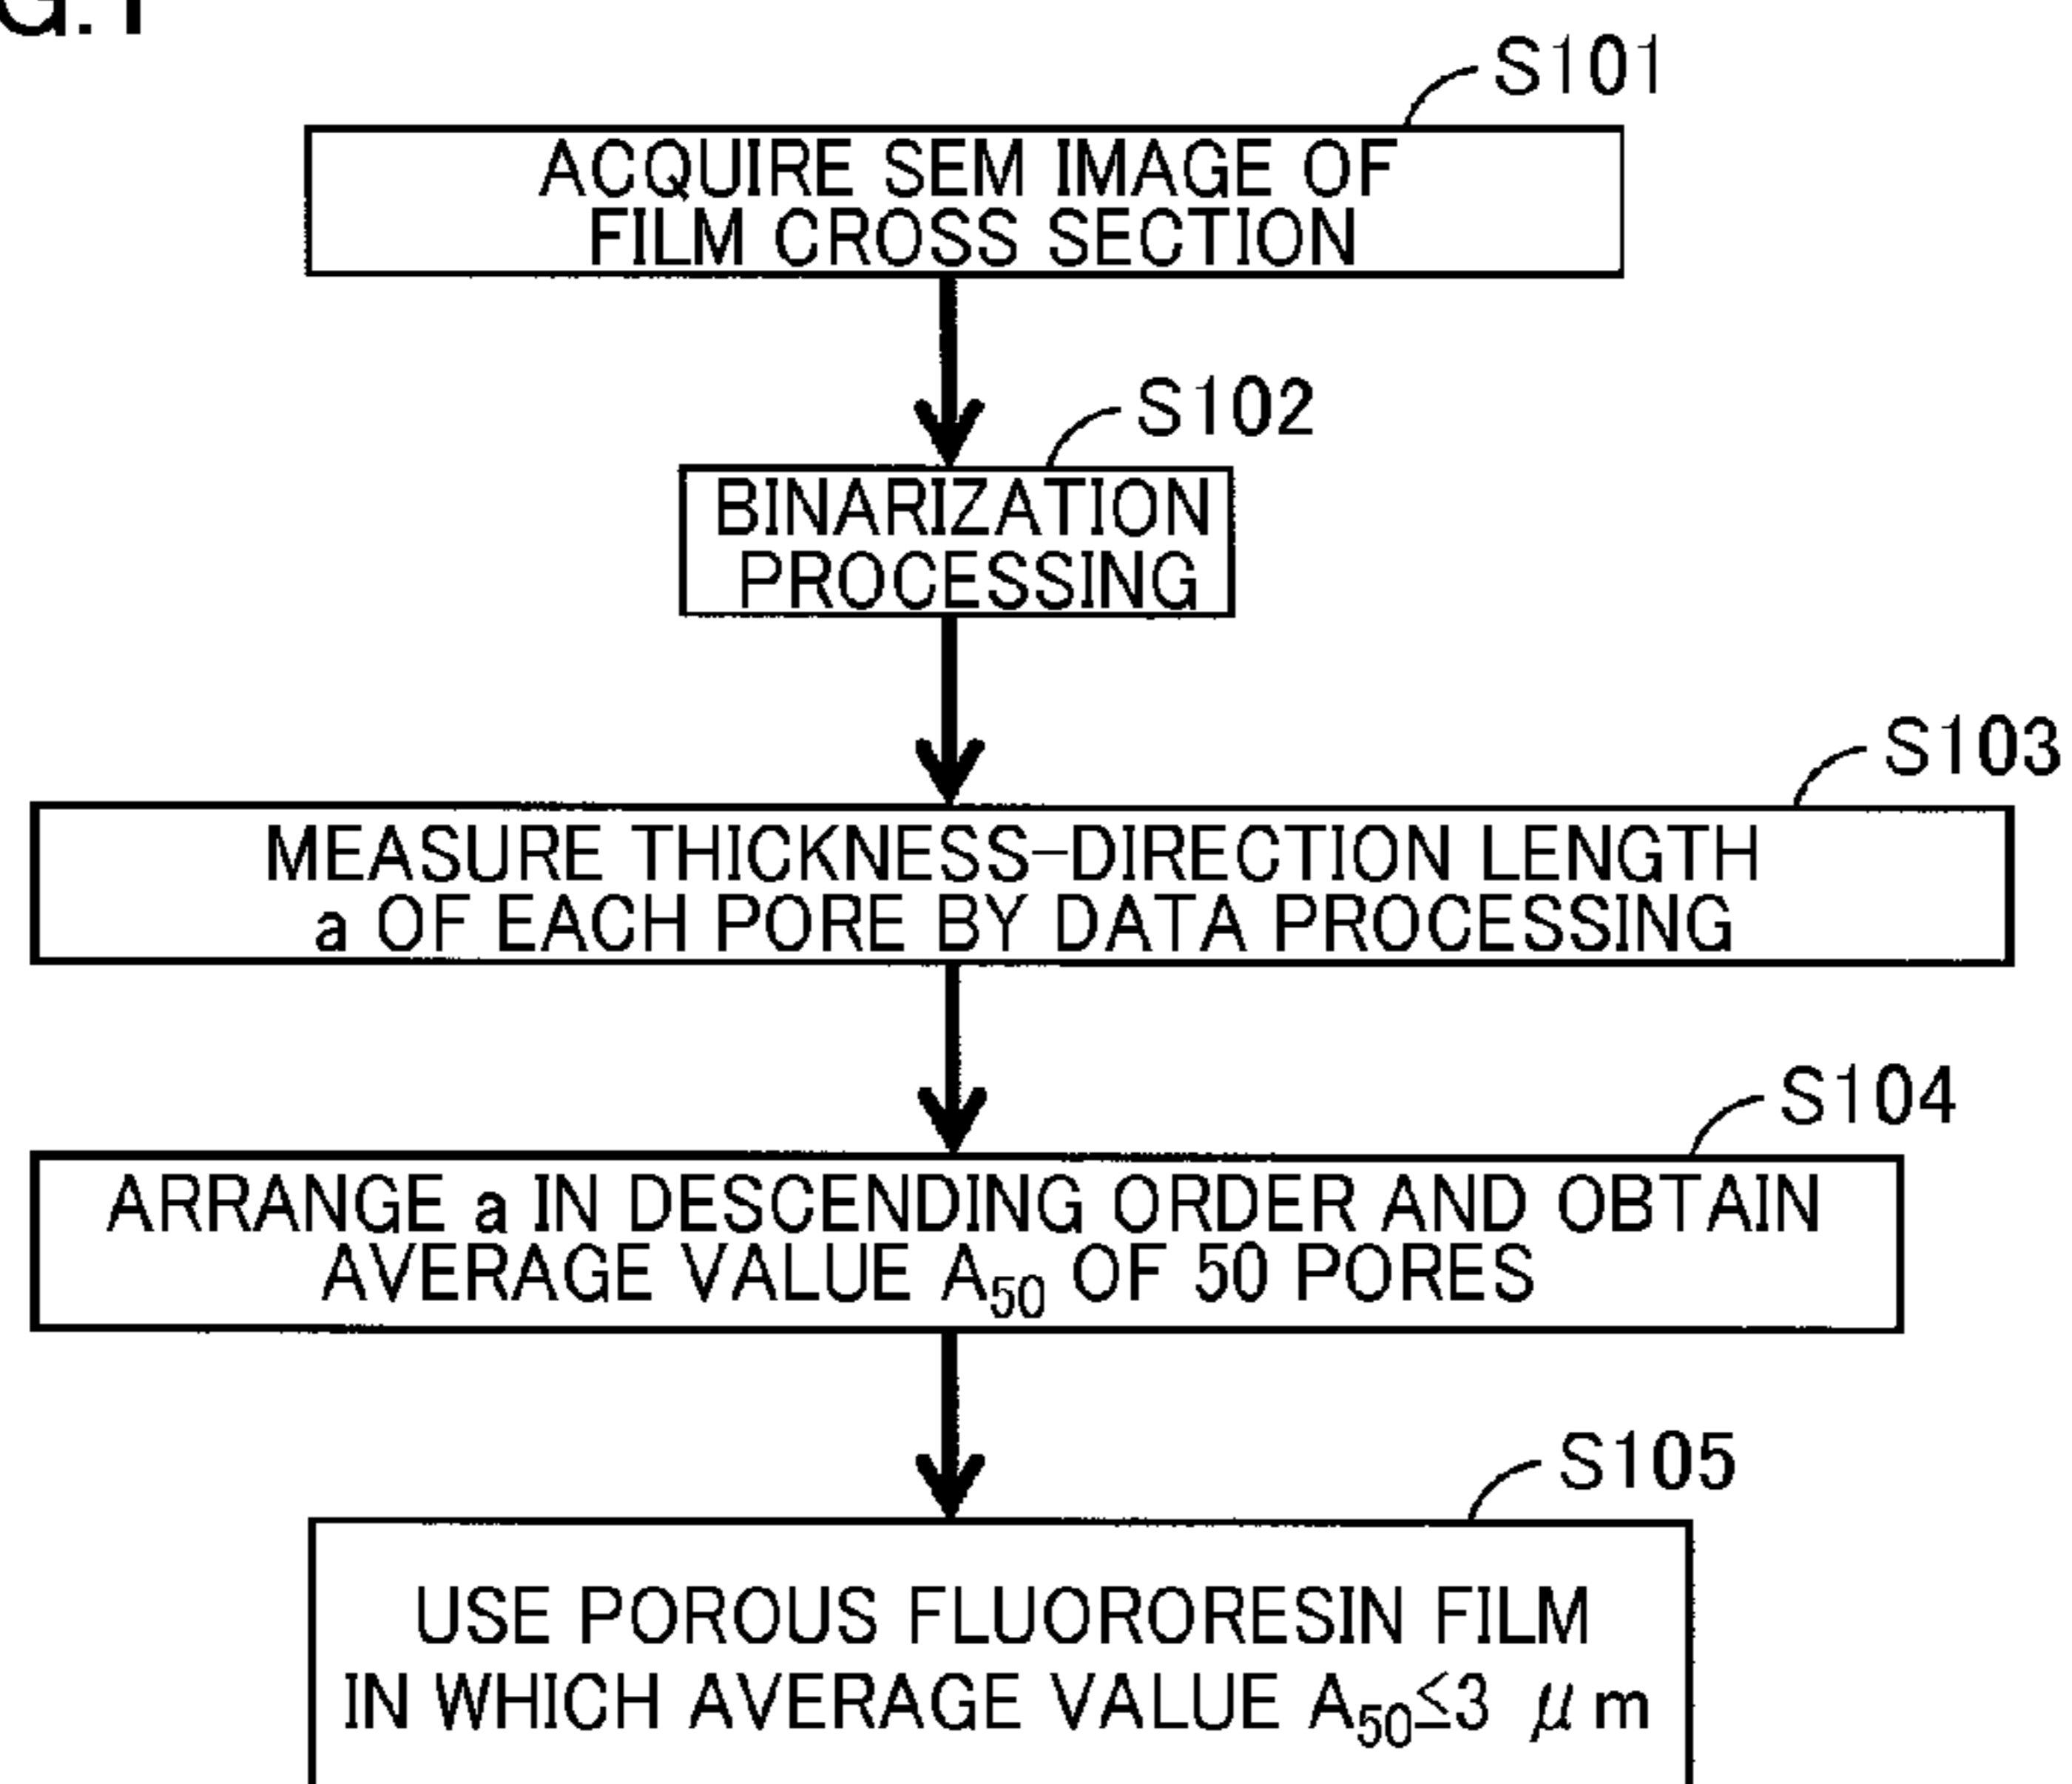 G.1
S101
ACQUIRE SEM IMAGE OF
FILM CROSS SECTION
S102
BINARIZATION
PROCESSING
S103
MEASURE THICKNESS-DIRECTION LENGTH
a OF EACH PORE BY DATA PROCESSING
S104
ARRANGE a IN DESCENDING ORDER AND OBTAIN
AVERAGE VALUE A50 OF 50 PORES
S105
USE POROUS FLUORORESIN FILM
IN WHICH AVERAGE VALUE A50≤3 μm